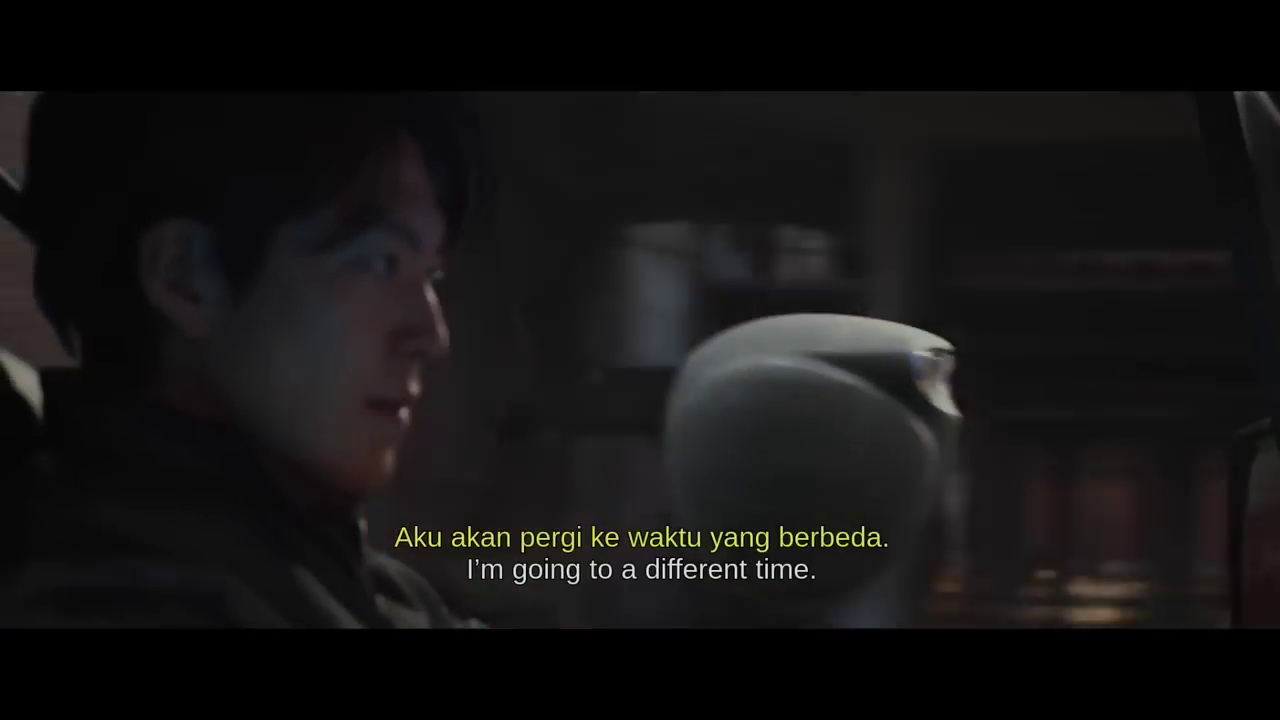 Aku akan pergi ke waktu yang berbeda.
I’m going to a different time.